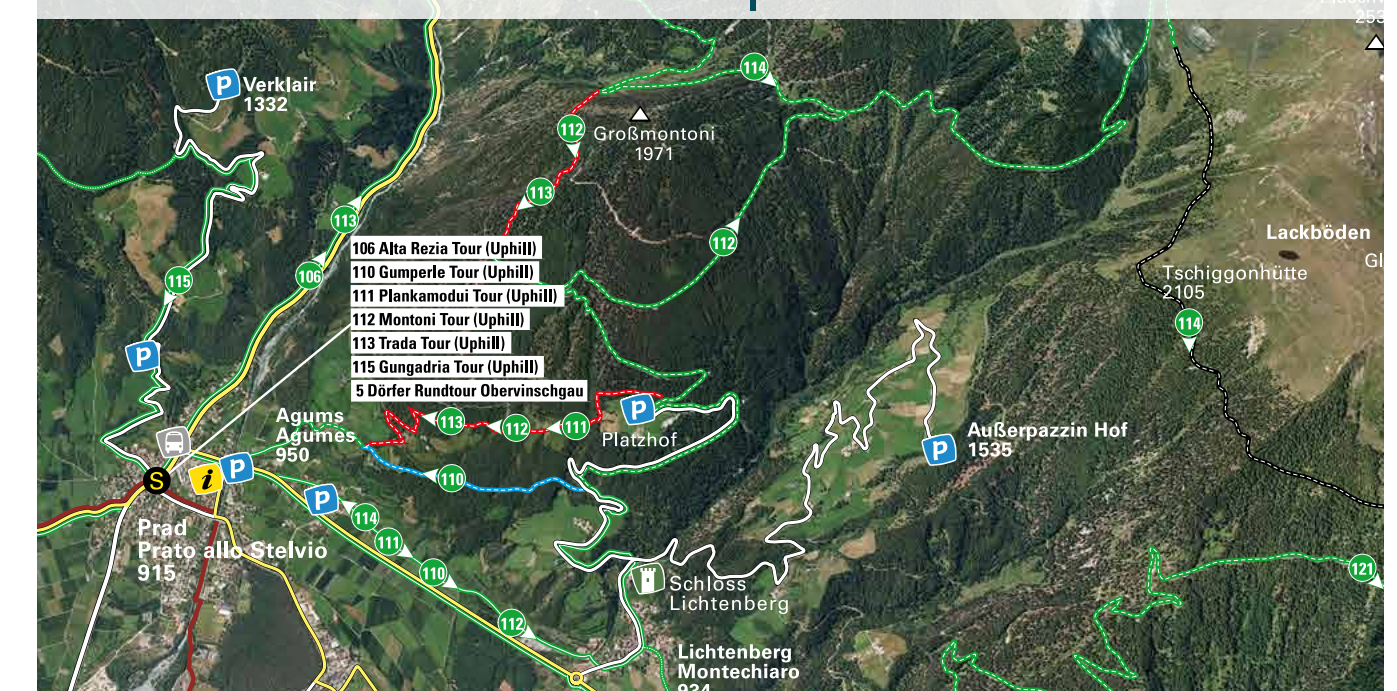 253
P
Verklair
1332
114
112
Großmontoni
1971
113
113
106
115
112
106 Alta Rezia Tour (Uphill)
110 Gumperle Tour (Uphill)
111 Plankamodui Tour (Uphill)
112 Montoni Tour (Uphill)
113 Trada Tour (Uphill)
115 Gungadria Tour (Uphill)
5 Dörfer Rundtour Obervinschgau
Lackböden
Gl
Tschiggonhütte
2105
114
P
Agums
Agumes
950
113
112
111
P
Platzhof
110
Außerpazzin Hof
1535
P
S
i
P
P
Prad
Prato allo Stelvio
915
114
111
110
112
Schloss
Lichtenberg
121
Lichtenberg
Montechiaro
934